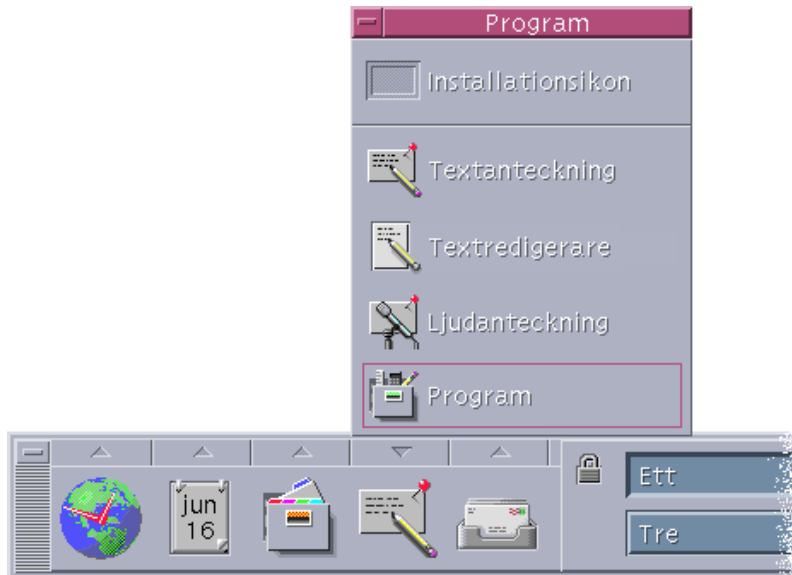 Program
Installationsikon
Textanteckning
Textredigerare
Ljudanteckning
Program
jun
16
Ett
Tre